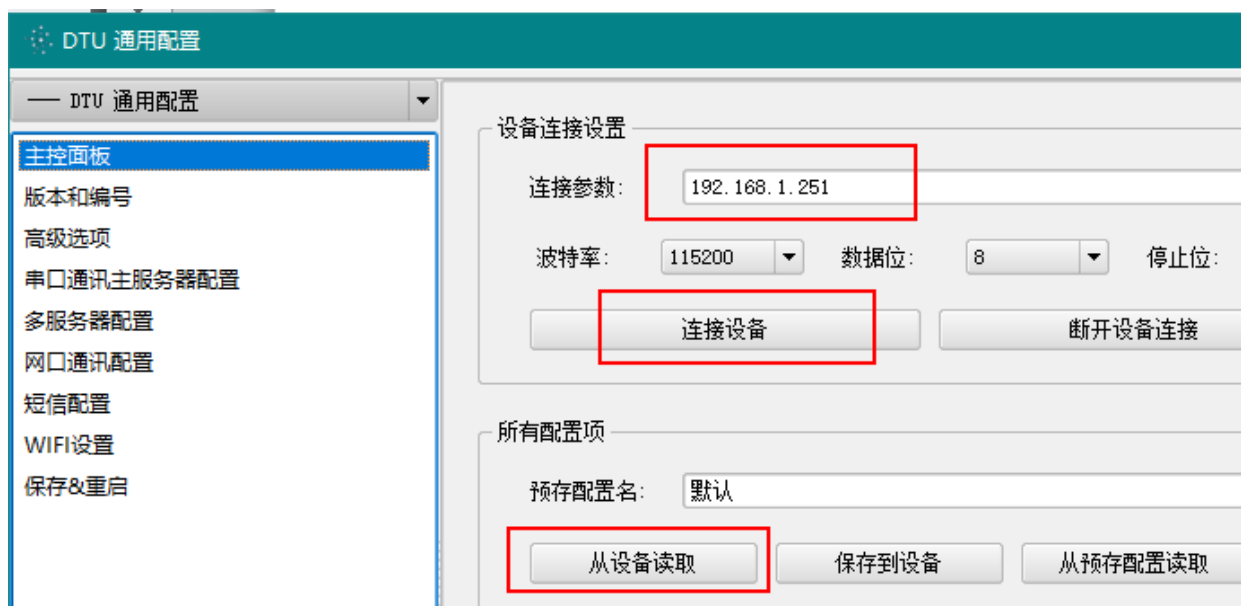 DTU 通用配置
—— DTU 通用配置
主控面板
版本和编号
高级选项
串口通讯主服务器配置
多服务器配置
网口通讯配置
短信配置
WIFI设置
保存&重启
设备连接设置
连接参数: 192.168.1.251
波特率: 115200 数据位: 8 停止位:
连接设备 断开设备连接
所有配置项
预存配置名: 默认
从设备读取 保存到设备 从预存配置读取